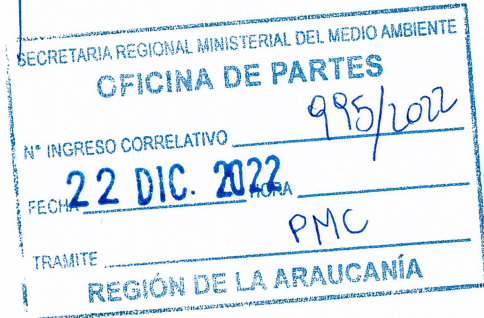 SECRETARIA REGIONAL MINISTERIAL DEL MEDIO AMBIENTE
OFICINA DE PARTES
N° INGRESO CORRELATIVO 995/2022
FECHA 22 DIC. 2022 HORA
TRAMITE PMC
REGIÓN DE LA ARAUCANÍA